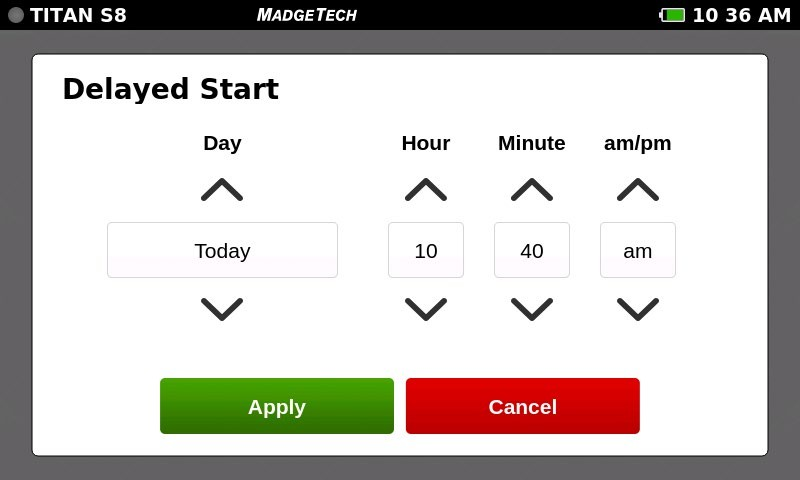 TITAN S8 MADGETECH 10 36 AM
Delayed Start
Day Hour Minute am/pm
Today 10 40 am
Apply Cancel